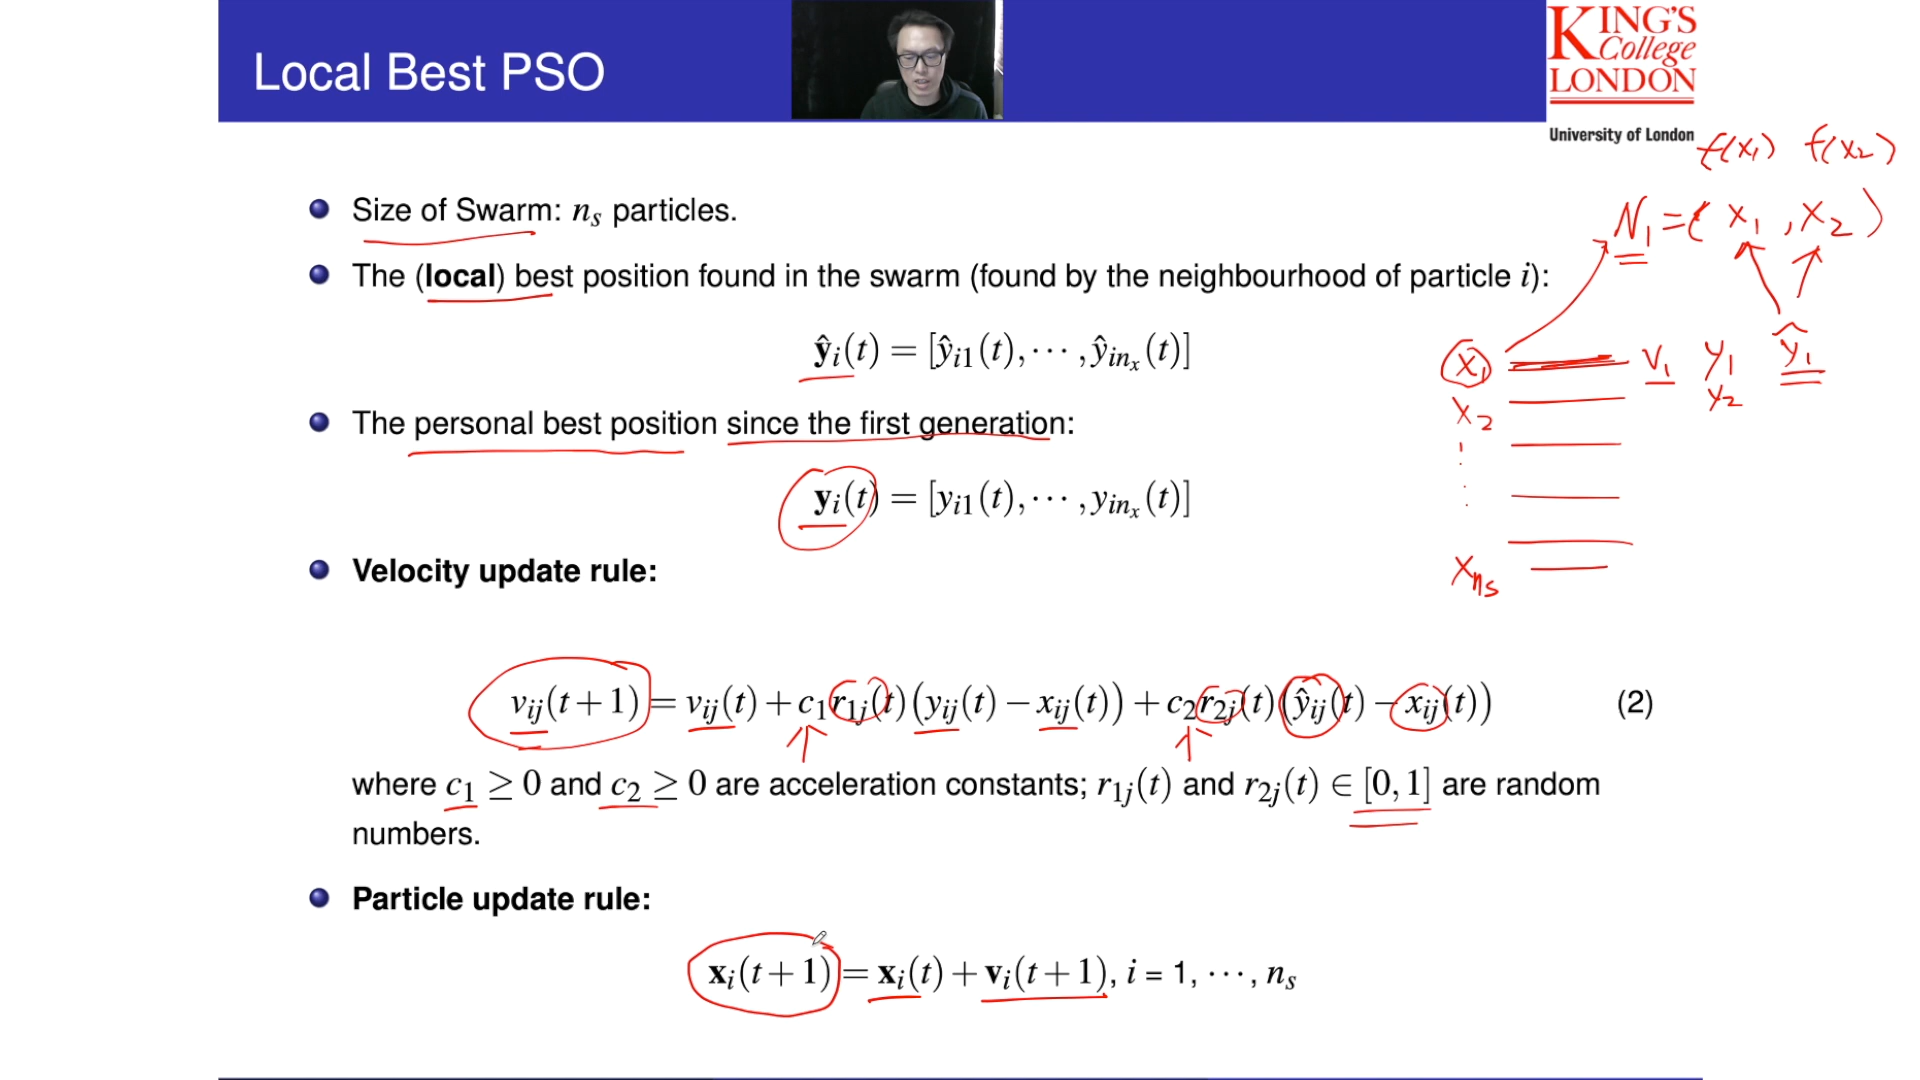 Local Best PSO
KING'S
College
LONDON
University of London
f(x₁) f(x₂)
Size of Swarm: nₛ particles.
N₁ = ( x₁ , x₂ )
The (local) best position found in the swarm (found by the neighbourhood of particle i):
ŷᵢ(t) = [ŷᵢ₁(t), ··· , ŷᵢₙₓ(t)]
x₁ v₁ y₁ ŷ₁
x₂ y₂
The personal best position since the first generation:
yᵢ(t) = [yᵢ₁(t), ··· , yᵢₙₓ(t)]
xₙₛ
Velocity update rule:
vᵢⱼ(t+1) = vᵢⱼ(t) + c₁r₁ⱼ(t)(yᵢⱼ(t) − xᵢⱼ(t)) + c₂r₂ⱼ(t)(ŷᵢⱼ(t) − xᵢⱼ(t)) (2)
where c₁ ≥ 0 and c₂ ≥ 0 are acceleration constants; r₁ⱼ(t) and r₂ⱼ(t) ∈ [0, 1] are random
numbers.
Particle update rule:
xᵢ(t+1) = xᵢ(t) + vᵢ(t+1), i = 1, ··· , nₛ